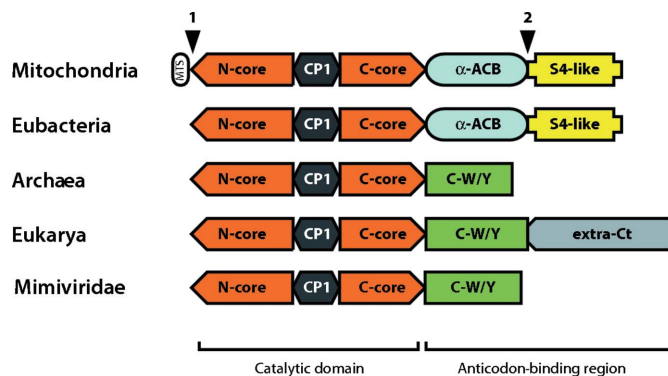 1 2
Mitochondria MTS N-core CP1 C-core α-ACB S4-like
Eubacteria N-core CP1 C-core α-ACB S4-like
Archaea N-core CP1 C-core C-W/Y
Eukarya N-core CP1 C-core C-W/Y extra-Ct
Mimiviridae N-core CP1 C-core C-W/Y
Catalytic domain Anticodon-binding region